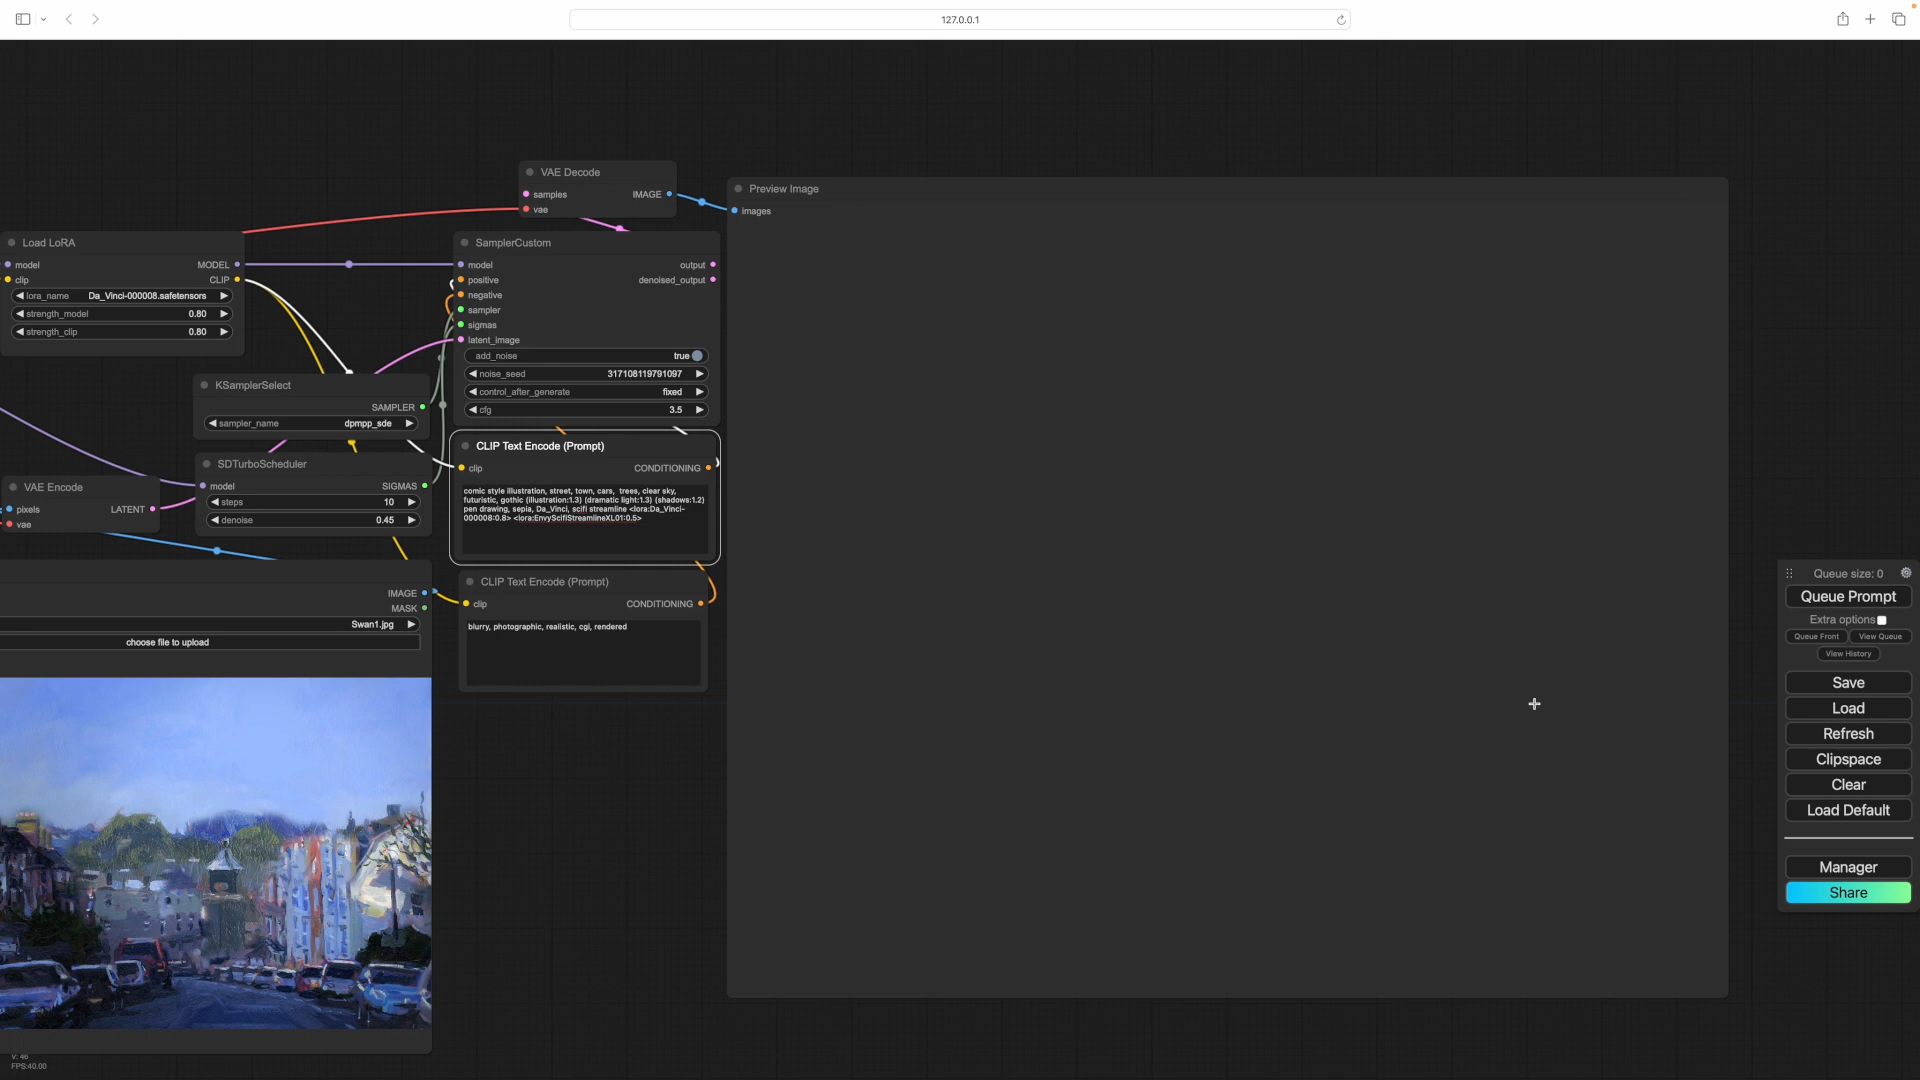 127.0.0.1
VAE Decode
samples IMAGE
vae
Preview Image
images
Load LoRA
model MODEL
clip CLIP
lora_name Da_Vinci-000008.safetensors
strength_model 0.80
strength_clip 0.80
SamplerCustom
model output
positive denoised_output
negative
sampler
sigmas
latent_image
add_noise true
noise_seed 317108119791097
control_after_generate fixed
cfg 3.5
KSamplerSelect
SAMPLER
sampler_name dpmpp_sde
SDTurboScheduler
model SIGMAS
steps 10
denoise 0.45
VAE Encode
pixels LATENT
vae
CLIP Text Encode (Prompt)
clip CONDITIONING
comic style illustration, street, town, cars, trees, clear sky,
futuristic, gothic (illustration:1.3) (dramatic light:1.3) (shadows:1.2)
pen drawing, sepia, Da_Vinci, scifi streamline <lora:Da_Vinci-
000008:0.8> <lora:EnvyScifiStreamlineXL01:0.5>
CLIP Text Encode (Prompt)
clip CONDITIONING
blurry, photographic, realistic, cgi, rendered
IMAGE
MASK
Swan1.jpg
choose file to upload
Queue size: 0
Queue Prompt
Extra options
Queue Front View Queue
View History
Save
Load
Refresh
Clipspace
Clear
Load Default
Manager
Share
V: 46
FPS:40.00